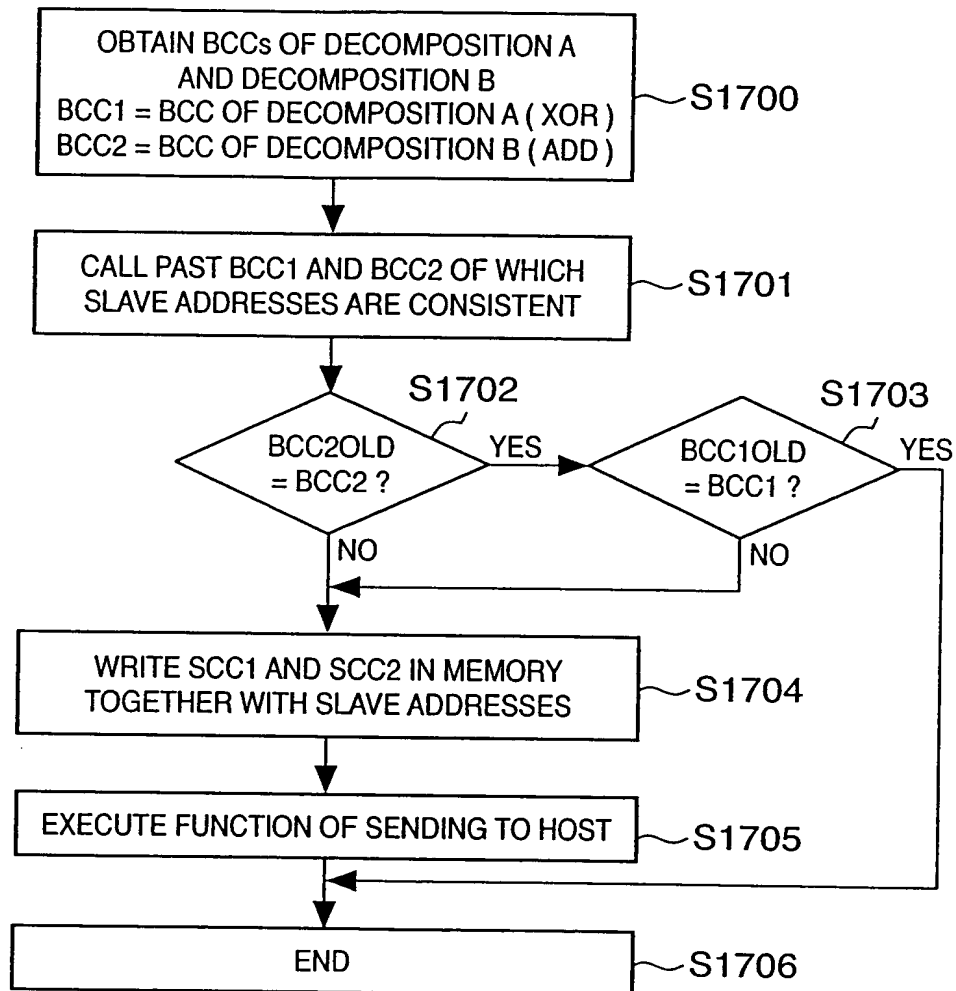 OBTAIN BCCs OF DECOMPOSITION A
AND DECOMPOSITION B
BCC1 = BCC OF DECOMPOSITION A ( XOR )
BCC2 = BCC OF DECOMPOSITION B ( ADD )
S1700
CALL PAST BCC1 AND BCC2 OF WHICH
SLAVE ADDRESSES ARE CONSISTENT
S1701
S1702
BCC2OLD
= BCC2 ?
YES
NO
S1703
BCC1OLD
= BCC1 ?
YES
NO
WRITE SCC1 AND SCC2 IN MEMORY
TOGETHER WITH SLAVE ADDRESSES
S1704
EXECUTE FUNCTION OF SENDING TO HOST
S1705
END
S1706